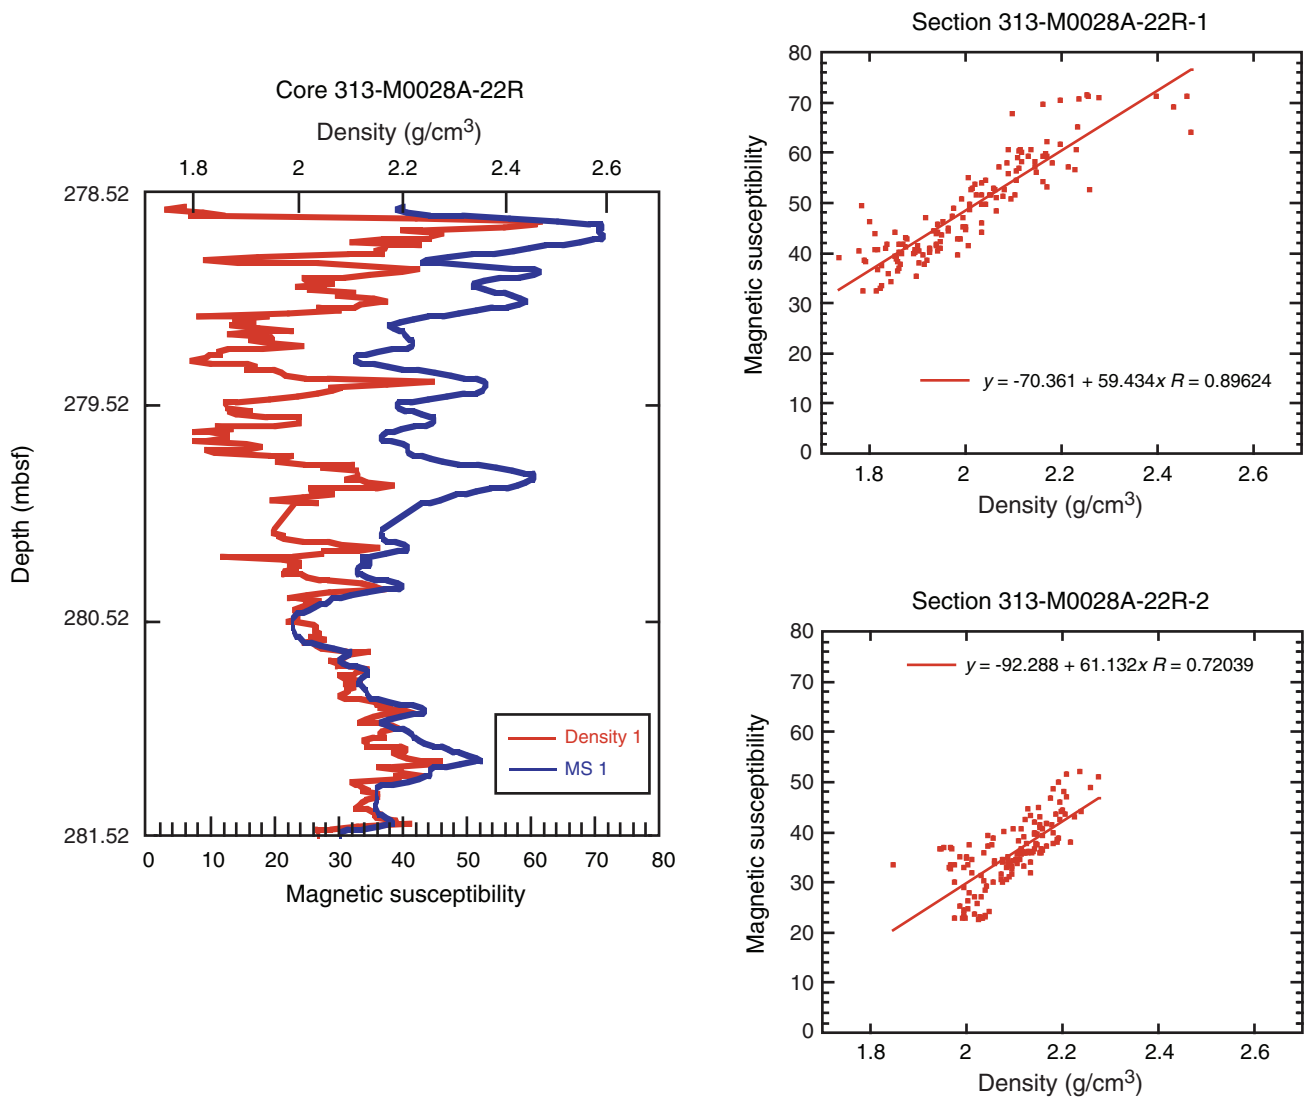 Core 313-M0028A-22R
Density (g/cm3)
1.8 2 2.2 2.4 2.6
278.52
279.52
280.52
281.52
Depth (mbsf)
Density 1
MS 1
0 10 20 30 40 50 60 70 80
Magnetic susceptibility
Section 313-M0028A-22R-1
80
70
60
50
40
30
20
10
0
Magnetic susceptibility
y = -70.361 + 59.434x R = 0.89624
1.8 2 2.2 2.4 2.6
Density (g/cm3)
Section 313-M0028A-22R-2
80
70
60
50
40
30
20
10
0
Magnetic susceptibility
y = -92.288 + 61.132x R = 0.72039
1.8 2 2.2 2.4 2.6
Density (g/cm3)